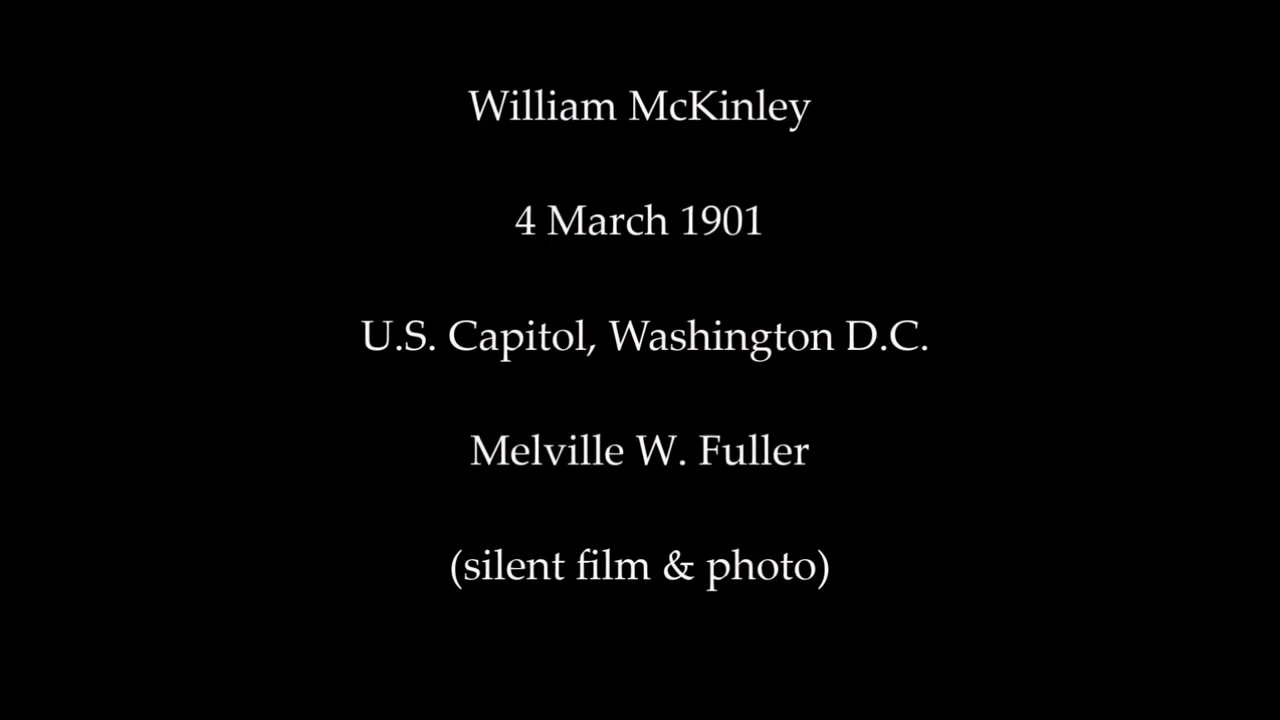 William McKinley
4 March 1901
U.S. Capitol, Washington D.C.
Melville W. Fuller
(silent film & photo)